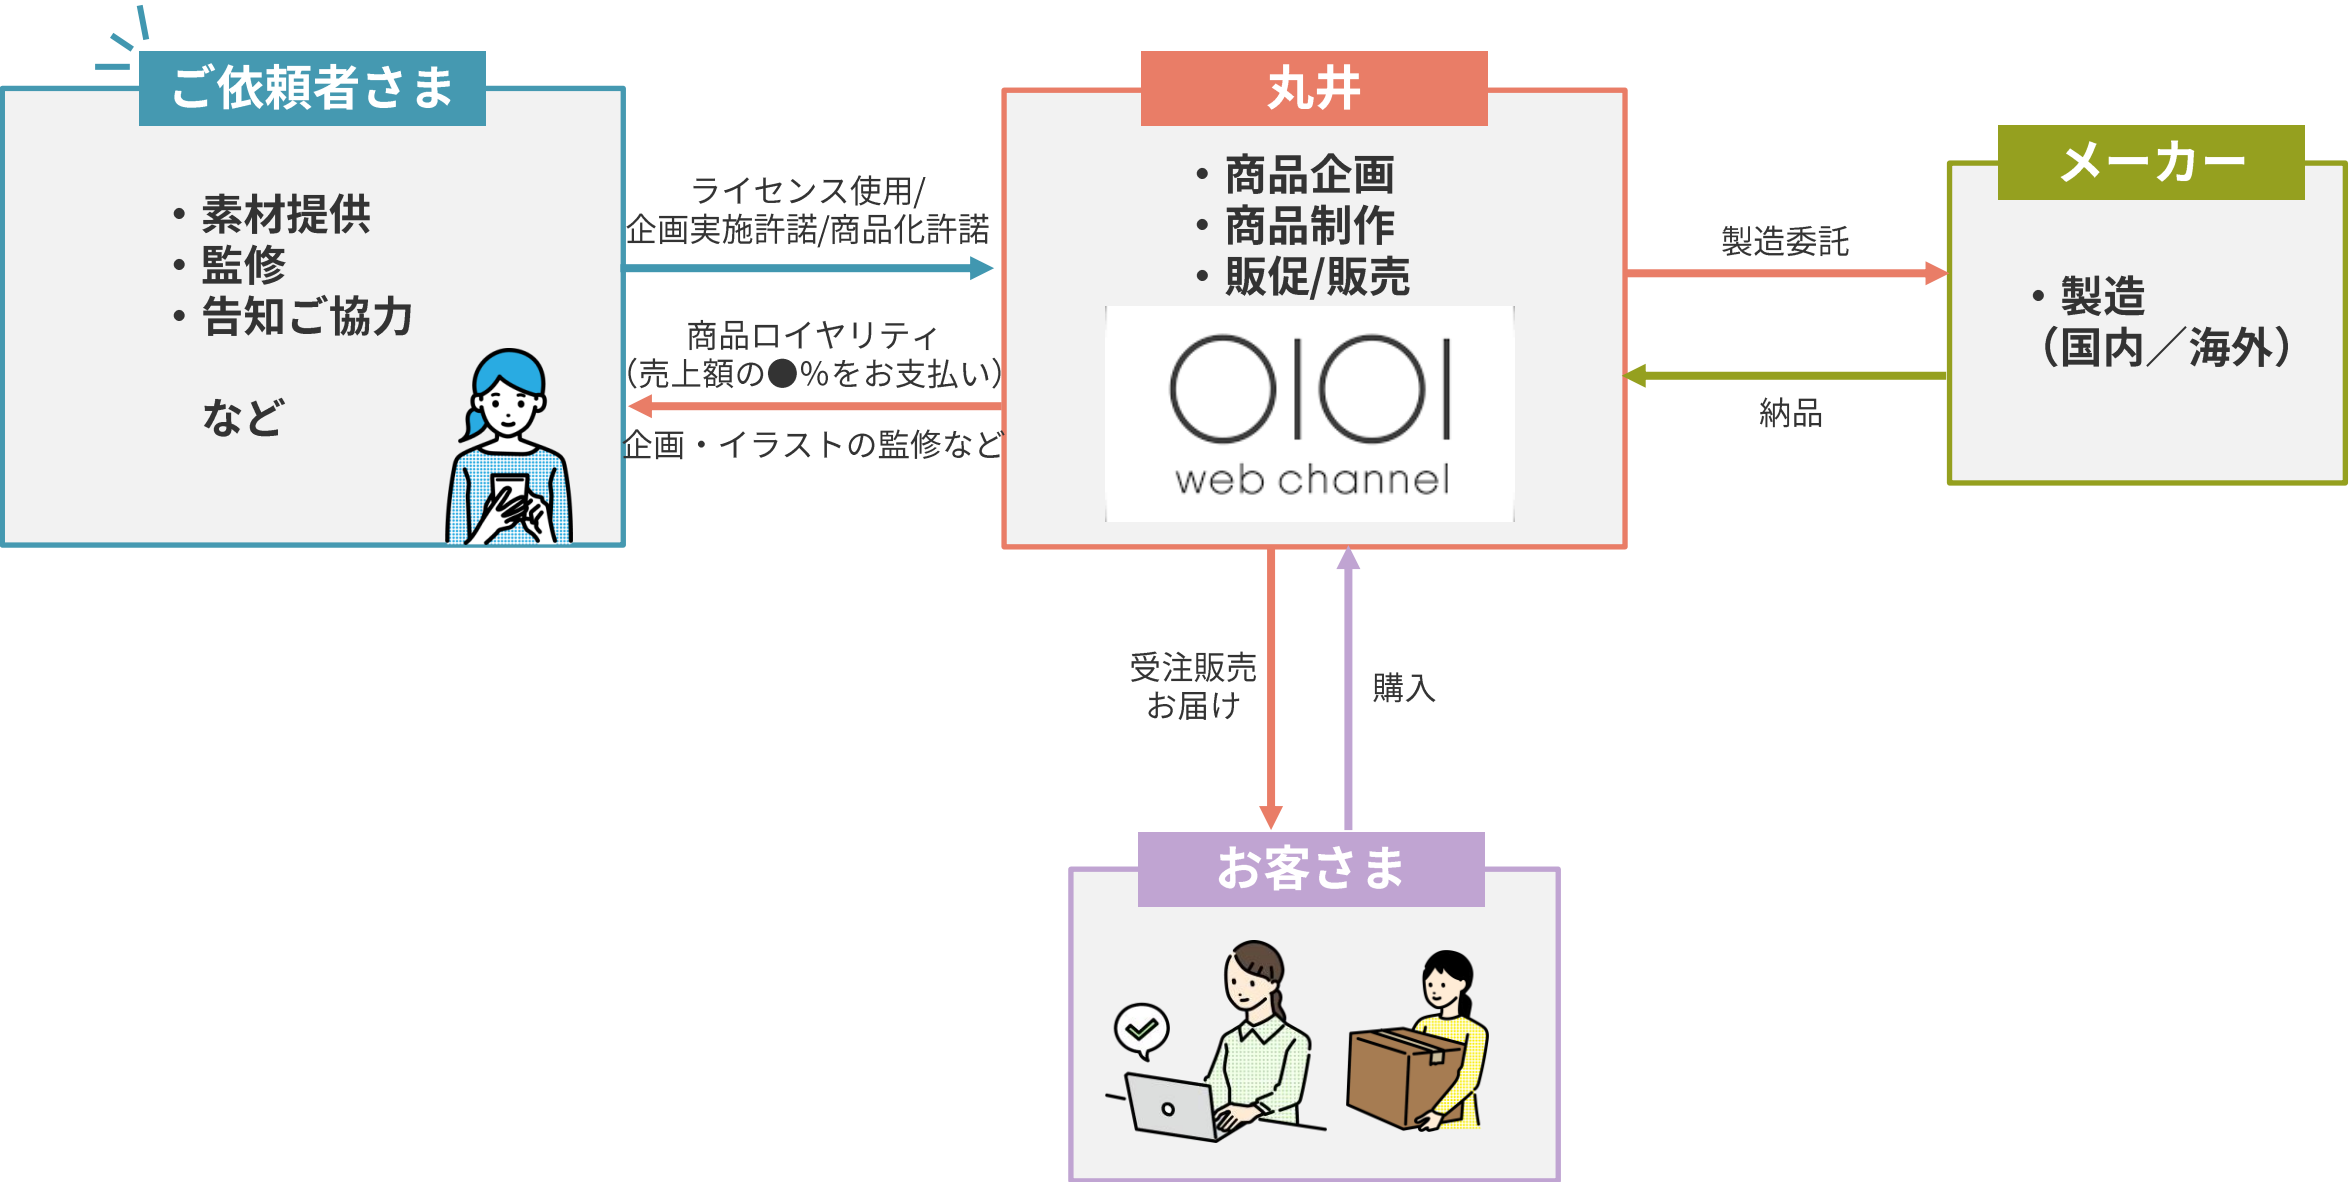 ご依頼者さま
・素材提供
・監修
・告知ご協力
など
ライセンス使用/
企画実施許諾/商品化許諾
商品ロイヤリティ
（売上額の●%をお支払い）
企画・イラストの監修など
丸井
・商品企画
・商品制作
・販促/販売
OIOI
web channel
製造委託
納品
メーカー
・製造
（国内／海外）
受注販売
お届け
購入
お客さま